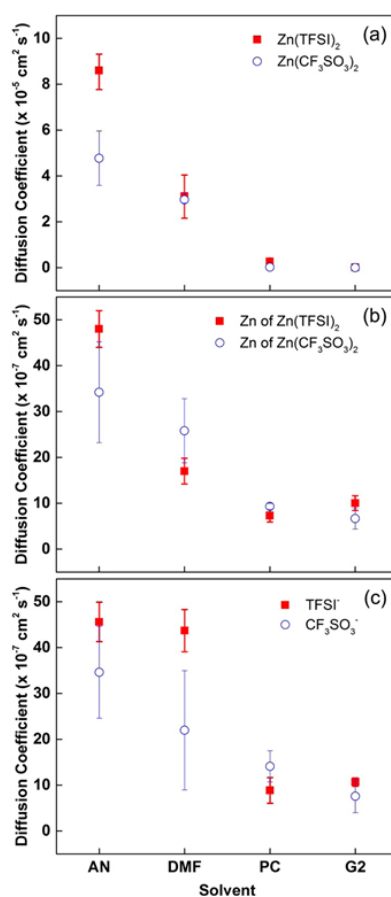 (a)
Zn(TFSI)₂
Zn(CF₃SO₃)₂
Diffusion Coefficient (x 10⁻⁵ cm² s⁻¹)
10
8
6
4
2
0
(b)
Zn of Zn(TFSI)₂
Zn of Zn(CF₃SO₃)₂
Diffusion Coefficient (x 10⁻⁷ cm² s⁻¹)
50
40
30
20
10
0
(c)
TFSI⁻
CF₃SO₃⁻
Diffusion Coefficient (x 10⁻⁷ cm² s⁻¹)
50
40
30
20
10
0
AN DMF PC G2
Solvent